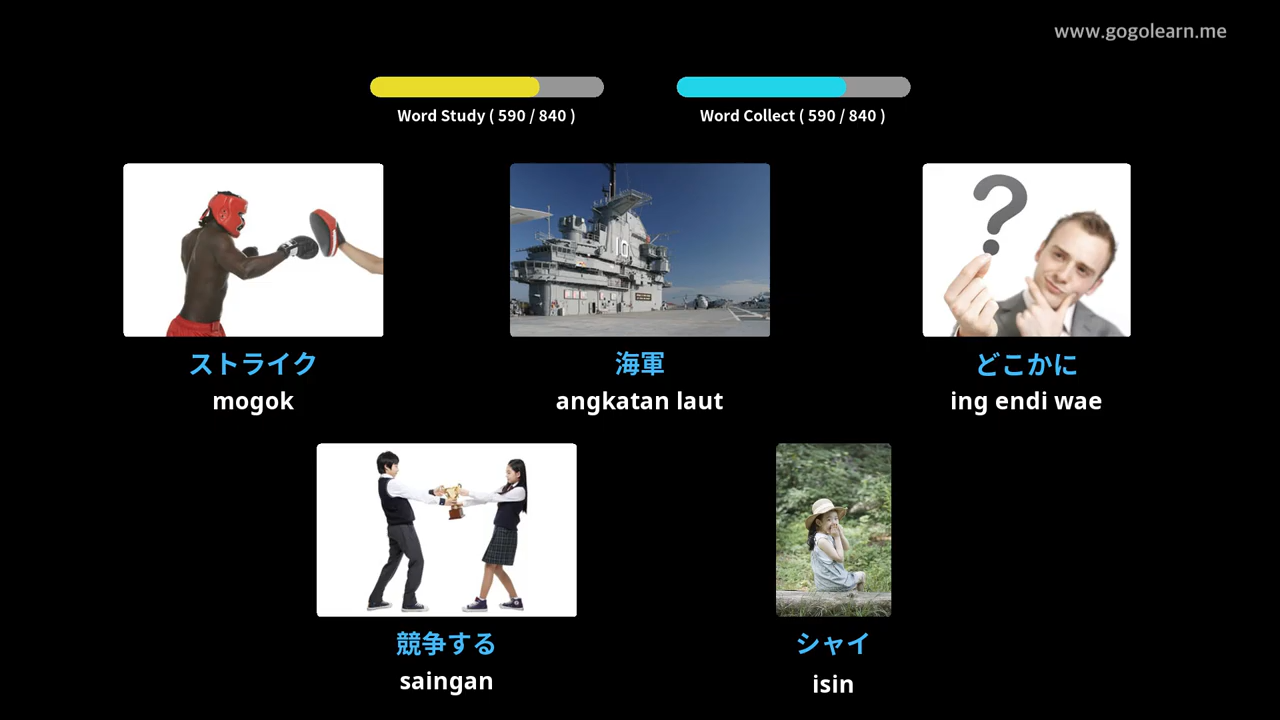 www.gogolearn.me
Word Study ( 590 / 840 )
Word Collect ( 590 / 840 )
ストライク
mogok
海軍
angkatan laut
どこかに
ing endi wae
競争する
saingan
シャイ
isin